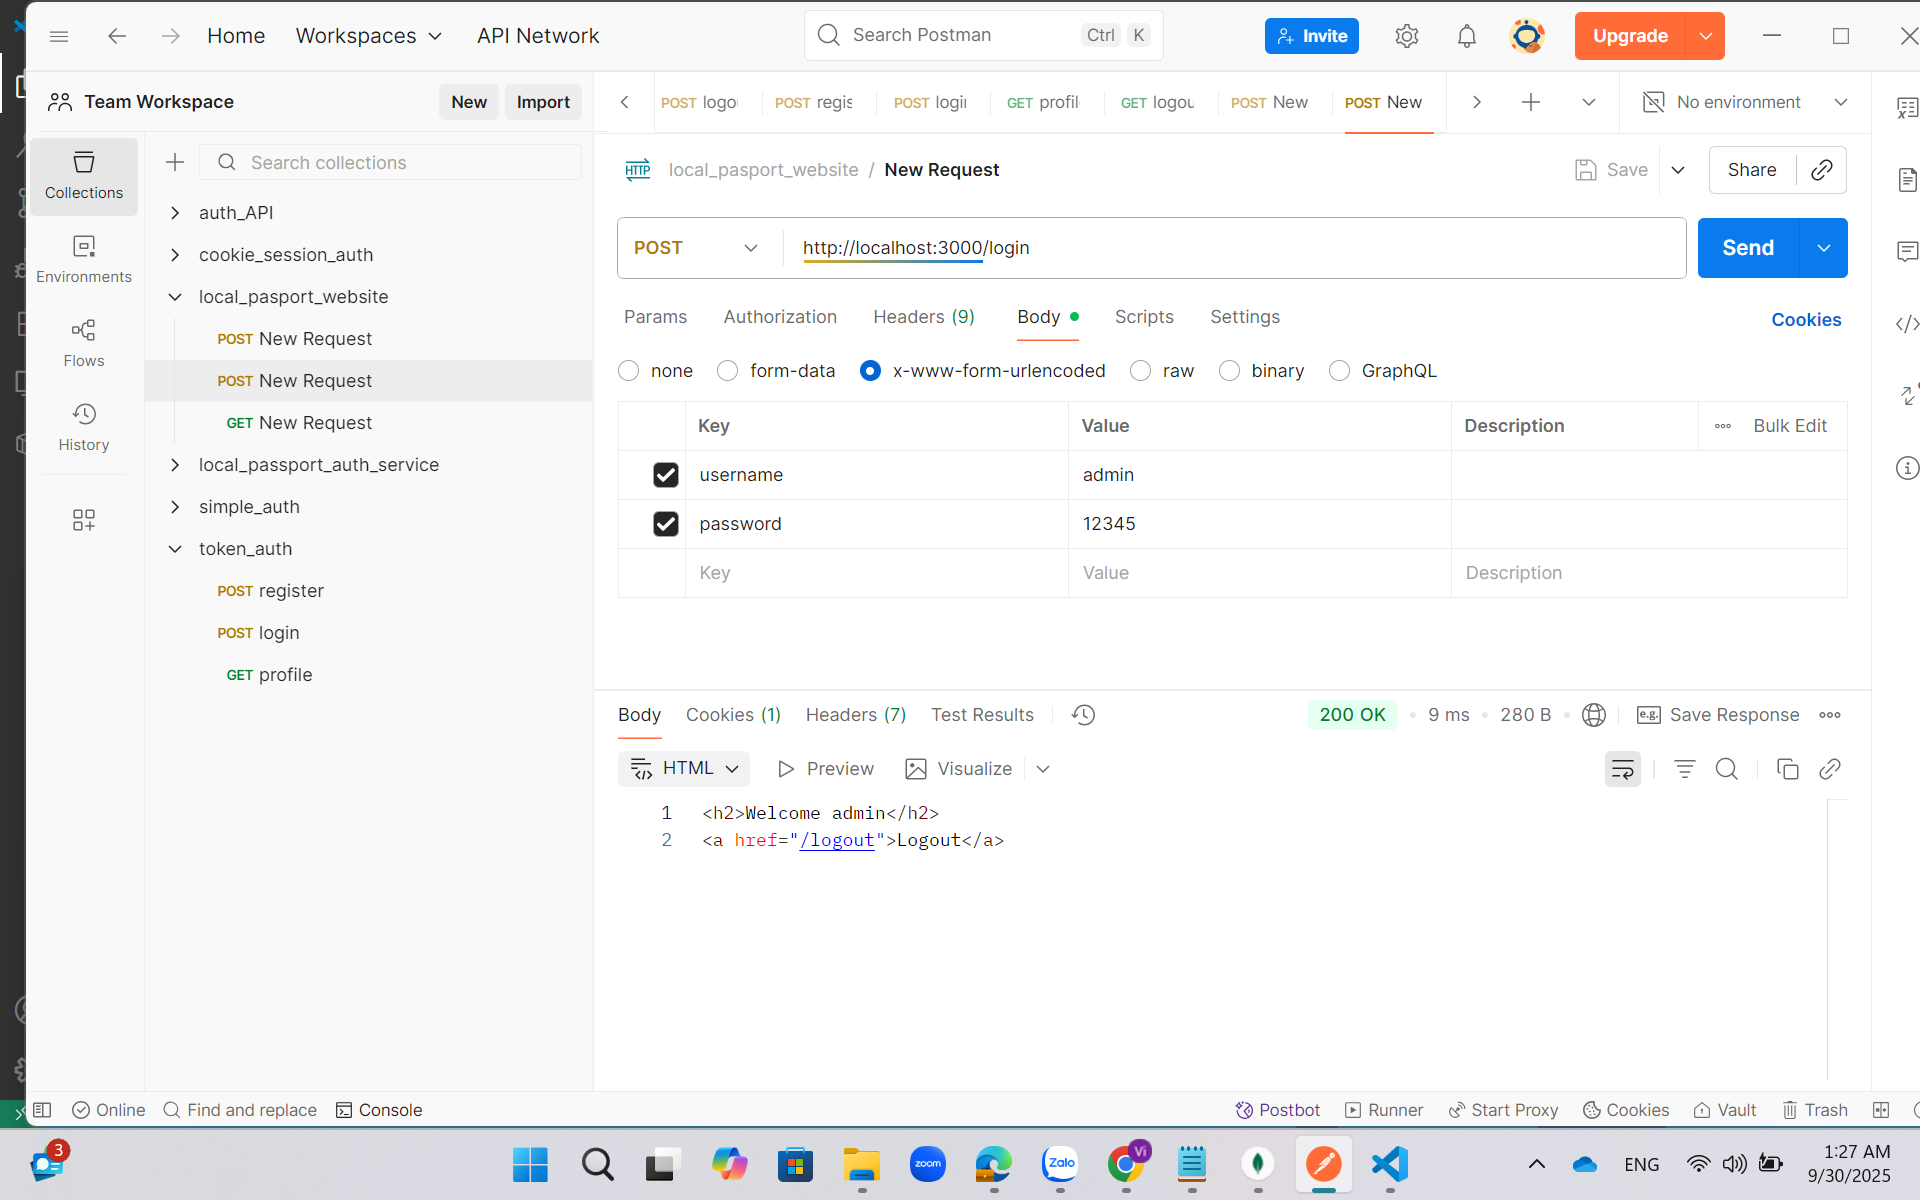 Home Workspaces API Network Search Postman Ctrl K Invite Upgrade
Team Workspace New Import
POST logo POST regis POST logii GET profil GET logou POST New POST New No environment
Collections
Environments
Flows
History
Search collections
auth_API
cookie_session_auth
local_pasport_website
POST New Request
POST New Request
GET New Request
local_passport_auth_service
simple_auth
token_auth
POST register
POST login
GET profile
HTTP local_pasport_website / New Request Save Share
POST http://localhost:3000/login Send
Params Authorization Headers (9) Body Scripts Settings Cookies
none form-data x-www-form-urlencoded raw binary GraphQL
Key Value Description Bulk Edit
username admin
password 12345
Key Value Description
Body Cookies (1) Headers (7) Test Results 200 OK 9 ms 280 B e.g. Save Response
HTML Preview Visualize
1 <h2>Welcome admin</h2>
2 <a href="/logout">Logout</a>
Online Find and replace Console Postbot Runner Start Proxy Cookies Vault Trash
3 zoom Zalo Vi ENG 1:27 AM
9/30/2025